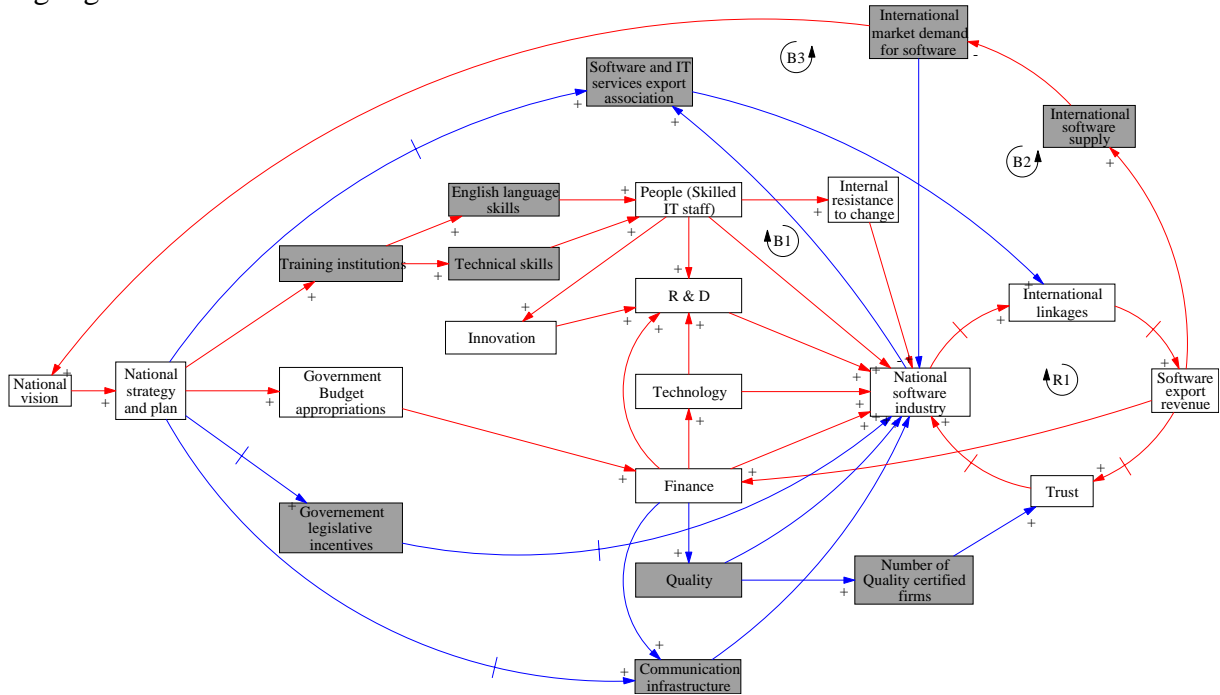 International
market demand
for software
B3
Software and IT
services export
association
International
software
supply
B2
English language
skills
People (Skilled
IT staff)
Internal
resistance
to change
B1
Training institutions
Technical skills
R & D
International
linkages
Innovation
National
vision
National
strategy
and plan
Government
Budget
appropriations
Technology
National
software
industry
R1
Software
export
revenue
Finance
Trust
Governement
legislative
incentives
Quality
Number of
Quality certified
firms
Communication
infrastructure